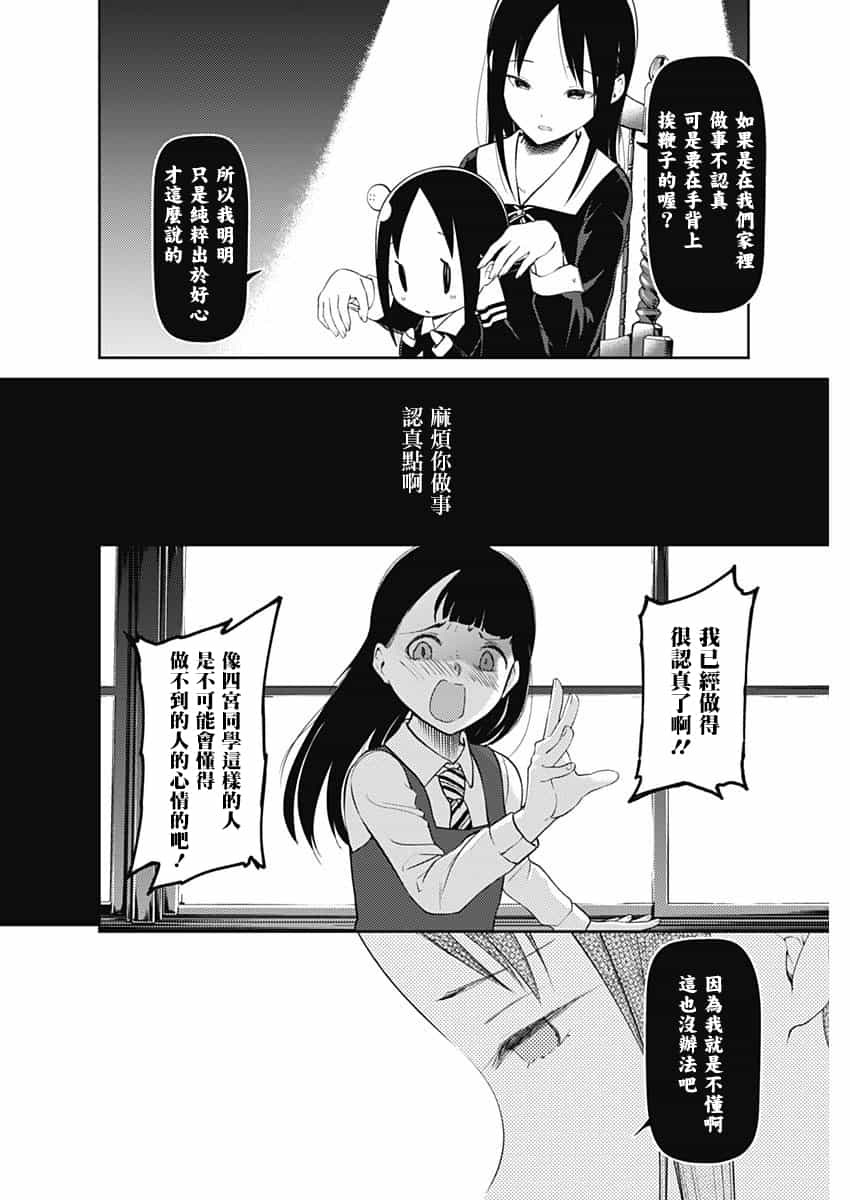 如果是在我們家裡
做事不認真
可是要在手背上
挨鞭子的喔？
所以我明明
只是純粹出於好心
才這麼說的
麻煩你做事
認真點啊
我已經做得
很認真了啊!!
像四宮同學這樣的人
是不可能會懂得
做不到的人的心情的吧！
因為我就是不懂啊
這也沒辦法吧